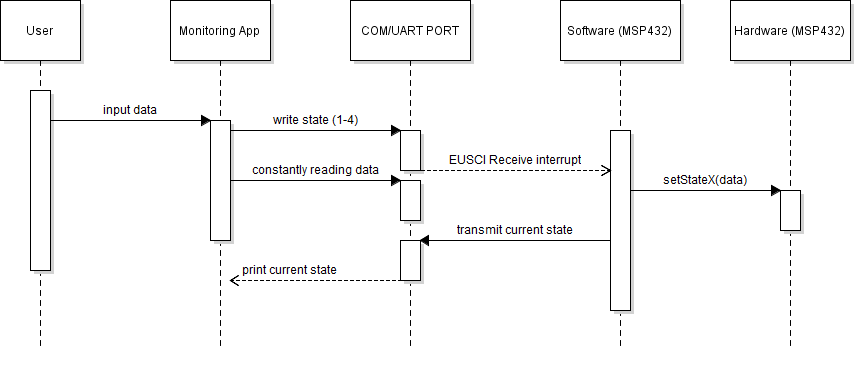 User
Monitoring App
COM/UART PORT
Software (MSP432)
Hardware (MSP432)
input data
write state (1-4)
EUSCI Receive interrupt
constantly reading data
setStateX(data)
transmit current state
print current state